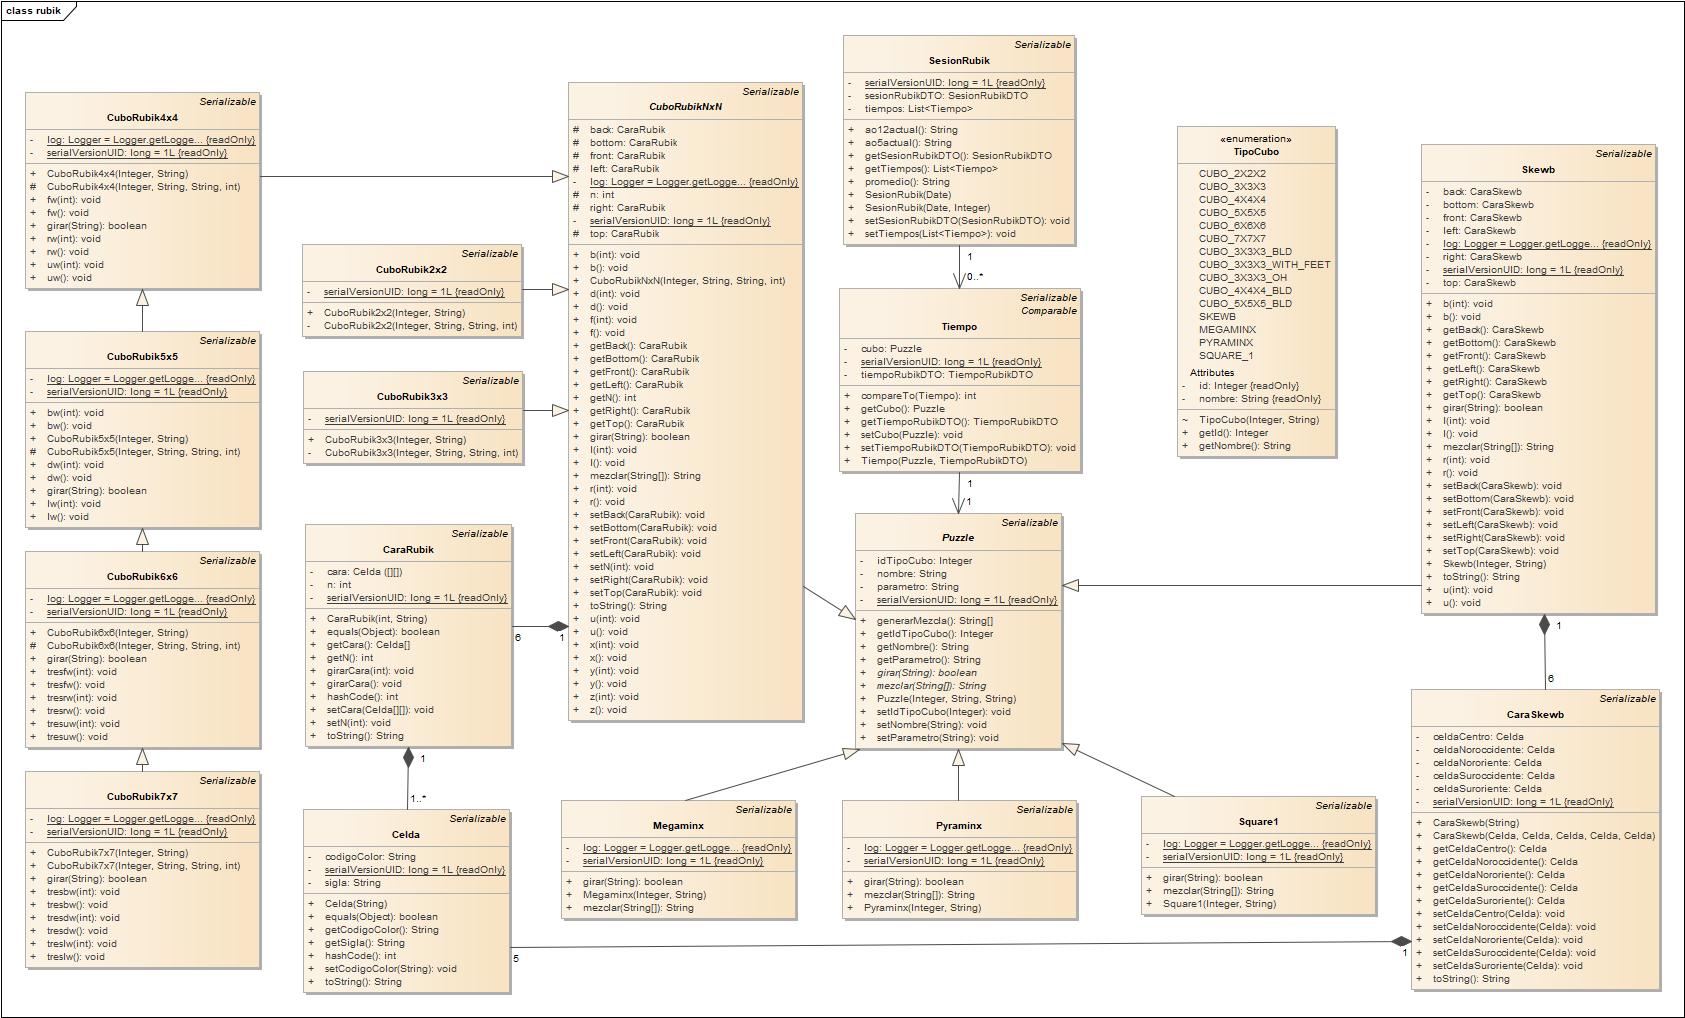 class rubik
Serializable
CuboRubik4x4
- log: Logger = Logger.getLogge... {readOnly}
- serialVersionUID: long = 1L {readOnly}
+ CuboRubik4x4(Integer, String)
# CuboRubik4x4(Integer, String, String, int)
+ fw(int): void
+ fw(): void
+ girar(String): boolean
+ rw(int): void
+ rw(): void
+ uw(int): void
+ uw(): void
Serializable
CuboRubik5x5
- log: Logger = Logger.getLogge... {readOnly}
- serialVersionUID: long = 1L {readOnly}
+ bw(int): void
+ bw(): void
+ CuboRubik5x5(Integer, String)
# CuboRubik5x5(Integer, String, String, int)
+ dw(int): void
+ dw(): void
+ girar(String): boolean
+ lw(int): void
+ lw(): void
Serializable
CuboRubik6x6
- log: Logger = Logger.getLogge... {readOnly}
- serialVersionUID: long = 1L {readOnly}
+ CuboRubik6x6(Integer, String)
# CuboRubik6x6(Integer, String, String, int)
+ girar(String): boolean
+ tresfw(int): void
+ tresfw(): void
+ tresrw(int): void
+ tresrw(): void
+ tresuw(int): void
+ tresuw(): void
Serializable
CuboRubik7x7
- log: Logger = Logger.getLogge... {readOnly}
- serialVersionUID: long = 1L {readOnly}
+ CuboRubik7x7(Integer, String)
+ CuboRubik7x7(Integer, String, String, int)
+ girar(String): boolean
+ tresbw(int): void
+ tresbw(): void
+ tresdw(int): void
+ tresdw(): void
+ treslw(int): void
+ treslw(): void
Serializable
CuboRubik2x2
- serialVersionUID: long = 1L {readOnly}
+ CuboRubik2x2(Integer, String)
- CuboRubik2x2(Integer, String, String, int)
Serializable
CuboRubik3x3
- serialVersionUID: long = 1L {readOnly}
+ CuboRubik3x3(Integer, String)
- CuboRubik3x3(Integer, String, String, int)
Serializable
CaraRubik
- cara: Celda ([][])
- n: int
- serialVersionUID: long = 1L {readOnly}
+ CaraRubik(int, String)
+ equals(Object): boolean
+ getCara(): Celda[]
+ getN(): int
+ girarCara(int): void
+ girarCara(): void
+ hashCode(): int
+ setCara(Celda[][]): void
+ setN(int): void
+ toString(): String
6
1
1
1..*
Serializable
Celda
- codigoColor: String
- serialVersionUID: long = 1L {readOnly}
- sigla: String
+ Celda(String)
+ equals(Object): boolean
+ getCodigoColor(): String
+ getSigla(): String
+ hashCode(): int
+ setCodigoColor(String): void
+ toString(): String
5
1
Serializable
CuboRubikNxN
# back: CaraRubik
# bottom: CaraRubik
# front: CaraRubik
# left: CaraRubik
- log: Logger = Logger.getLogge... {readOnly}
# n: int
# right: CaraRubik
- serialVersionUID: long = 1L {readOnly}
# top: CaraRubik
+ b(int): void
+ b(): void
+ CuboRubikNxN(Integer, String, String, int)
+ d(int): void
+ d(): void
+ f(int): void
+ f(): void
+ getBack(): CaraRubik
+ getBottom(): CaraRubik
+ getFront(): CaraRubik
+ getLeft(): CaraRubik
+ getN(): int
+ getRight(): CaraRubik
+ getTop(): CaraRubik
+ girar(String): boolean
+ l(int): void
+ l(): void
+ mezclar(String[]): String
+ r(int): void
+ r(): void
+ setBack(CaraRubik): void
+ setBottom(CaraRubik): void
+ setFront(CaraRubik): void
+ setLeft(CaraRubik): void
+ setN(int): void
+ setRight(CaraRubik): void
+ setTop(CaraRubik): void
+ toString(): String
+ u(int): void
+ u(): void
+ x(int): void
+ x(): void
+ y(int): void
+ y(): void
+ z(int): void
+ z(): void
Serializable
SesionRubik
- serialVersionUID: long = 1L {readOnly}
- sesionRubikDTO: SesionRubikDTO
- tiempos: List<Tiempo>
+ ao12actual(): String
+ ao5actual(): String
+ getSesionRubikDTO(): SesionRubikDTO
+ getTiempos(): List<Tiempo>
+ promedio(): String
+ SesionRubik(Date)
+ SesionRubik(Date, Integer)
+ setSesionRubikDTO(SesionRubikDTO): void
+ setTiempos(List<Tiempo>): void
1
0..*
Serializable
Comparable
Tiempo
- cubo: Puzzle
- serialVersionUID: long = 1L {readOnly}
- tiempoRubikDTO: TiempoRubikDTO
+ compareTo(Tiempo): int
+ getCubo(): Puzzle
+ getTiempoRubikDTO(): TiempoRubikDTO
+ setCubo(Puzzle): void
+ setTiempoRubikDTO(TiempoRubikDTO): void
+ Tiempo(Puzzle, TiempoRubikDTO)
1
1
Serializable
Puzzle
- idTipoCubo: Integer
- nombre: String
- parametro: String
- serialVersionUID: long = 1L {readOnly}
+ generarMezcla(): String[]
+ getIdTipoCubo(): Integer
+ getNombre(): String
+ getParametro(): String
+ girar(String): boolean
+ mezclar(String[]): String
+ Puzzle(Integer, String, String)
+ setIdTipoCubo(Integer): void
+ setNombre(String): void
+ setParametro(String): void
Serializable
Megaminx
- log: Logger = Logger.getLogge... {readOnly}
- serialVersionUID: long = 1L {readOnly}
+ girar(String): boolean
+ Megaminx(Integer, String)
+ mezclar(String[]): String
Serializable
Pyraminx
- log: Logger = Logger.getLogge... {readOnly}
- serialVersionUID: long = 1L {readOnly}
+ girar(String): boolean
+ mezclar(String[]): String
+ Pyraminx(Integer, String)
Serializable
Square1
- log: Logger = Logger.getLogge... {readOnly}
- serialVersionUID: long = 1L {readOnly}
+ girar(String): boolean
+ mezclar(String[]): String
+ Square1(Integer, String)
«enumeration»
TipoCubo
CUBO_2X2X2
CUBO_3X3X3
CUBO_4X4X4
CUBO_5X5X5
CUBO_6X6X6
CUBO_7X7X7
CUBO_3X3X3_BLD
CUBO_3X3X3_WITH_FEET
CUBO_3X3X3_OH
CUBO_4X4X4_BLD
CUBO_5X5X5_BLD
SKEWB
MEGAMINX
PYRAMINX
SQUARE_1
Attributes
- id: Integer {readOnly}
- nombre: String {readOnly}
~ TipoCubo(Integer, String)
+ getId(): Integer
+ getNombre(): String
Serializable
Skewb
- back: CaraSkewb
- bottom: CaraSkewb
- front: CaraSkewb
- left: CaraSkewb
- log: Logger = Logger.getLogge... {readOnly}
- right: CaraSkewb
- serialVersionUID: long = 1L {readOnly}
- top: CaraSkewb
+ b(int): void
+ b(): void
+ getBack(): CaraSkewb
+ getBottom(): CaraSkewb
+ getFront(): CaraSkewb
+ getLeft(): CaraSkewb
+ getRight(): CaraSkewb
+ getTop(): CaraSkewb
+ girar(String): boolean
+ l(int): void
+ l(): void
+ mezclar(String[]): String
+ r(int): void
+ r(): void
+ setBack(CaraSkewb): void
+ setBottom(CaraSkewb): void
+ setFront(CaraSkewb): void
+ setLeft(CaraSkewb): void
+ setRight(CaraSkewb): void
+ setTop(CaraSkewb): void
+ Skewb(Integer, String)
+ toString(): String
+ u(int): void
+ u(): void
1
6
Serializable
CaraSkewb
- celdaCentro: Celda
- celdaNoroccidente: Celda
- celdaNororiente: Celda
- celdaSuroccidente: Celda
- celdaSuroriente: Celda
- serialVersionUID: long = 1L {readOnly}
+ CaraSkewb(String)
+ CaraSkewb(Celda, Celda, Celda, Celda, Celda)
+ getCeldaCentro(): Celda
+ getCeldaNoroccidente(): Celda
+ getCeldaNororiente(): Celda
+ getCeldaSuroccidente(): Celda
+ getCeldaSuroriente(): Celda
+ setCeldaCentro(Celda): void
+ setCeldaNoroccidente(Celda): void
+ setCeldaNororiente(Celda): void
+ setCeldaSuroccidente(Celda): void
+ setCeldaSuroriente(Celda): void
+ toString(): String